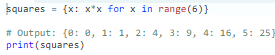 squares = {x: x*x for x in range(6)}
# Output: {0: 0, 1: 1, 2: 4, 3: 9, 4: 16, 5: 25}
print(squares)